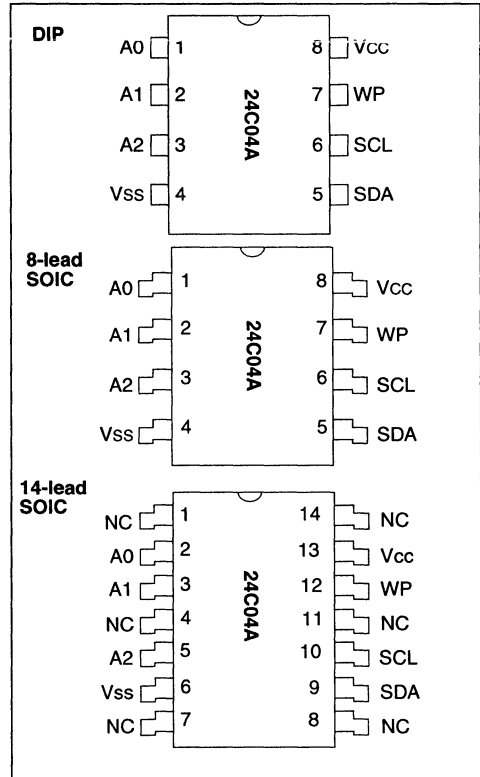 DIP
A0 1 8 Vcc
A1 2 7 WP
A2 3 6 SCL
Vss 4 5 SDA
24C04A
8-lead
SOIC
A0 1 8 Vcc
A1 2 7 WP
A2 3 6 SCL
Vss 4 5 SDA
24C04A
14-lead
SOIC
NC 1 14 NC
A0 2 13 Vcc
A1 3 12 WP
NC 4 11 NC
A2 5 10 SCL
Vss 6 9 SDA
NC 7 8 NC
24C04A